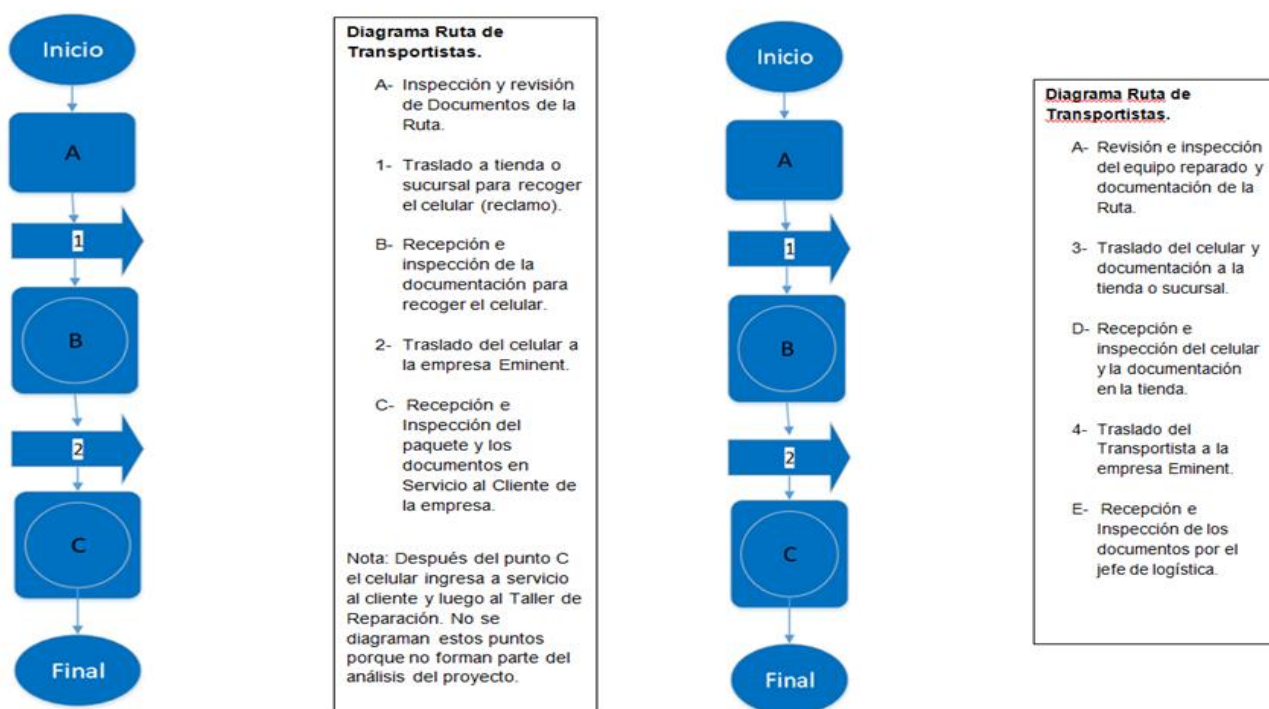 Inicio
A
1
B
2
C
Final
Diagrama Ruta de
Transportistas.
A- Inspección y revisión
de Documentos de la
Ruta.
1- Traslado a tienda o
sucursal para recoger
el celular (reclamo).
B- Recepción e
inspección de la
documentación para
recoger el celular.
2- Traslado del celular a
la empresa Eminent.
C- Recepción e
Inspección del
paquete y los
documentos en
Servicio al Cliente de
la empresa.
Nota: Después del punto C
el celular ingresa a servicio
al cliente y luego al Taller de
Reparación. No se
diagraman estos puntos
porque no forman parte del
análisis del proyecto.
Inicio
A
1
B
2
C
Final
Diagrama Ruta de
Transportistas.
A- Revisión e inspección
del equipo reparado y
documentación de la
Ruta.
3- Traslado del celular y
documentación a la
tienda o sucursal.
D- Recepción e
inspección del celular
y la documentación
en la tienda.
4- Traslado del
Transportista a la
empresa Eminent.
E- Recepción e
Inspección de los
documentos por el
jefe de logística.